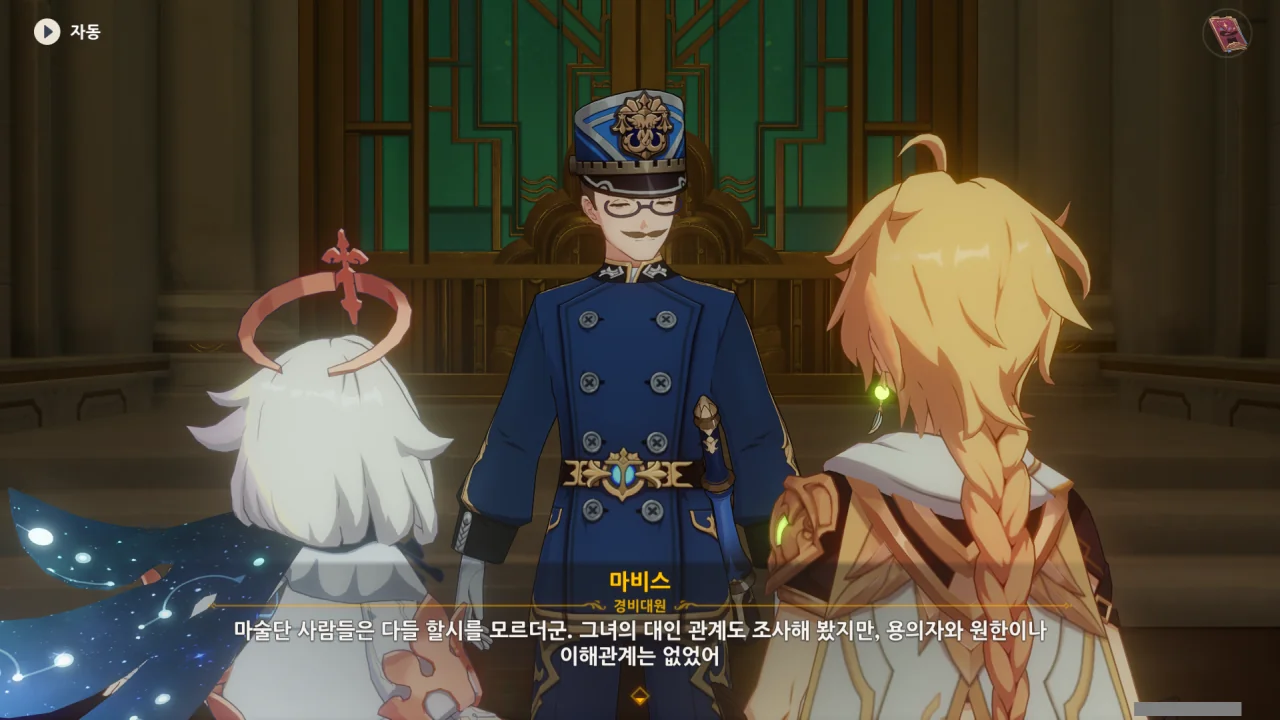 자동
마비스
경비대원
마술단 사람들은 다들 할시를 모르더군. 그녀의 대인 관계도 조사해 봤지만, 용의자와 원한이나
이해관계는 없었어